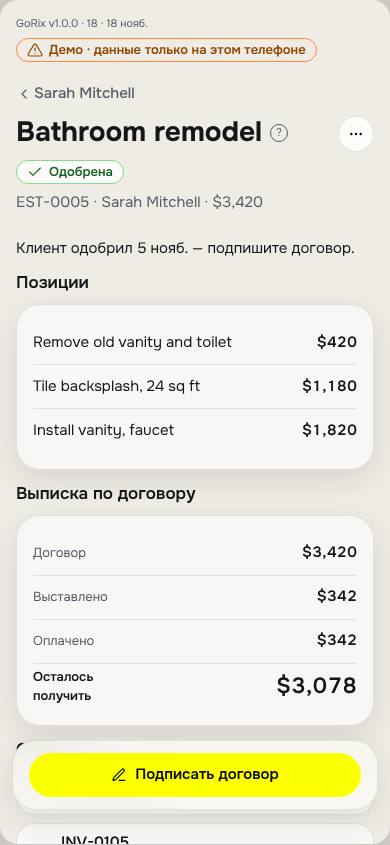 GoRix v1.0.0 · 18 · 18 нояб.
Демо · данные только на этом телефоне
Sarah Mitchell
Bathroom remodel ?
Одобрена
EST-0005 · Sarah Mitchell · $3,420
Клиент одобрил 5 нояб. — подпишите договор.
Позиции
Remove old vanity and toilet $420
Tile backsplash, 24 sq ft $1,180
Install vanity, faucet $1,820
Выписка по договору
Договор $3,420
Выставлено $342
Оплачено $342
Осталось
получить $3,078
Подписать договор
INV-0105